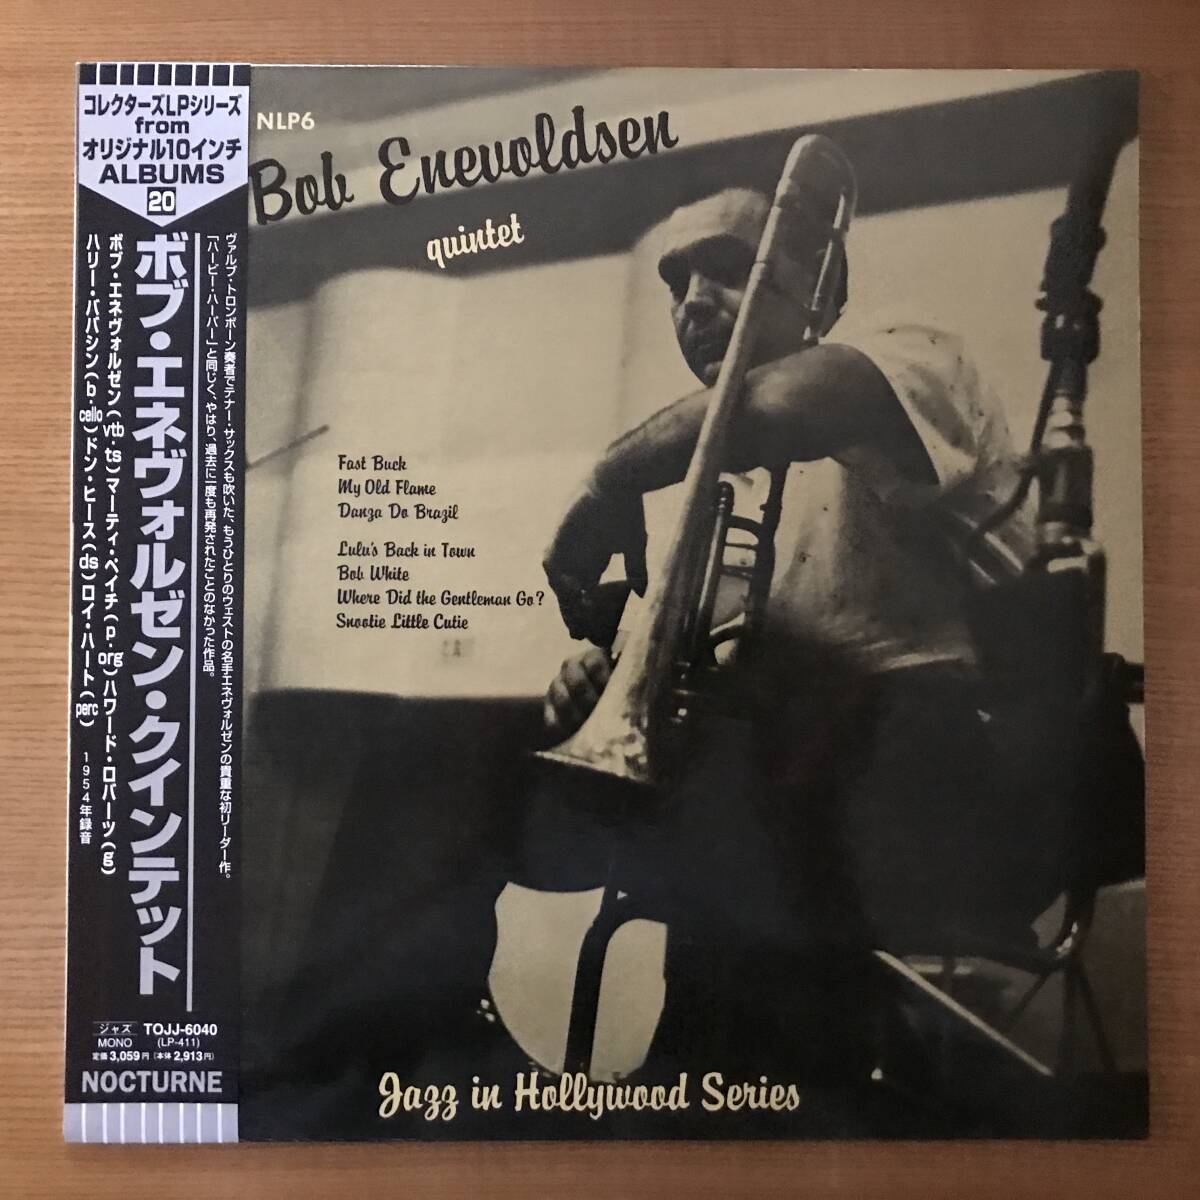 コレクターズLPシリーズ
from
オリジナル10インチ
ALBUMS
20
ヴァルブ・トロンボーン奏者でテナー・サックスも吹いた、もうひとりのウェストの名手エネヴォルゼンの貴重な初リーダー作。
「ハービー・ハーパー」と同じく、やはり、過去に一度も再発されたことのなかった作品。
ボブ・エネヴォルゼン・クインテット
ボブ・エネヴォルゼン(vtb・ts)マーティ・ペイチ(p・org)ハワード・ロバーツ(g)
ハリー・ババシン(b・cello)ドン・ヒース(ds)ロイ・ハート(perc)
1954年録音
ジャズ TOJJ-6040
MONO (LP-411)
定価3,059円(本体2,913円)
NOCTURNE
NLP6
Bob Enevoldsen
quintet
Fast Buck
My Old Flame
Danza Do Brazil
Lulu's Back in Town
Bob White
Where Did the Gentleman Go?
Snootie Little Cutie
Jazz in Hollywood Series